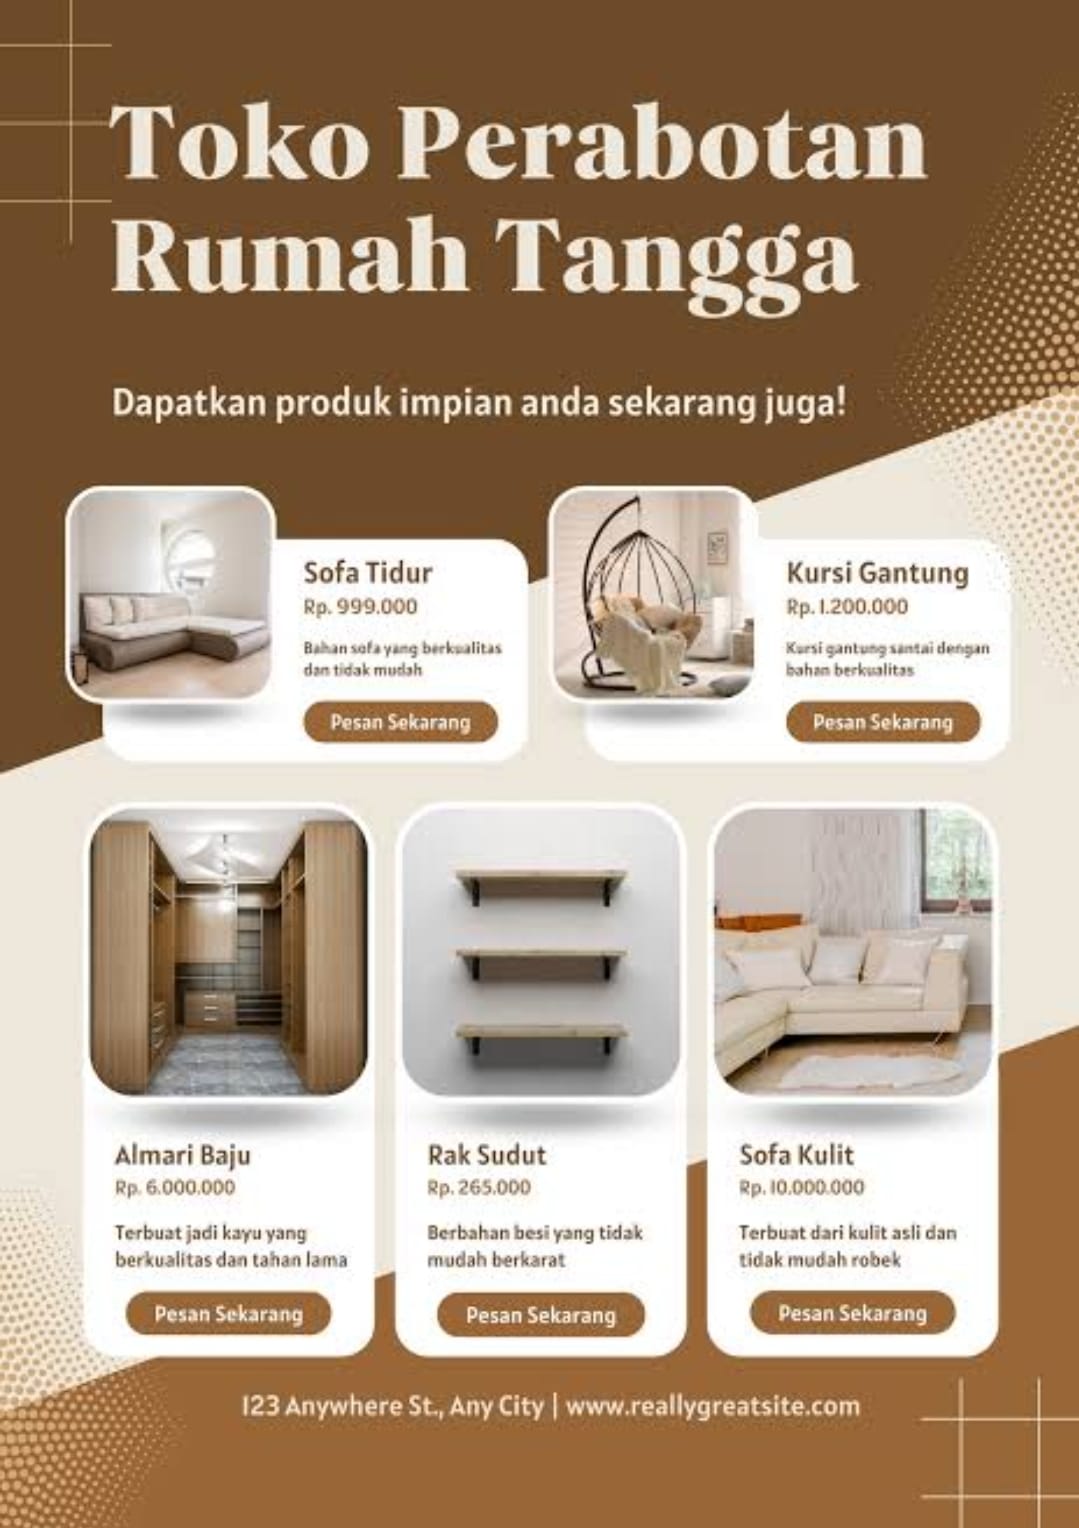 Toko Perabotan
Rumah Tangga
Dapatkan produk impian anda sekarang juga!
Sofa Tidur
Rp. 999.000
Bahan sofa yang berkualitas
dan tidak mudah
Pesan Sekarang
Kursi Gantung
Rp. 1.200.000
Kursi gantung santai dengan
bahan berkualitas
Pesan Sekarang
Almari Baju
Rp. 6.000.000
Terbuat jadi kayu yang
berkualitas dan tahan lama
Pesan Sekarang
Rak Sudut
Rp. 265.000
Berbahan besi yang tidak
mudah berkarat
Pesan Sekarang
Sofa Kulit
Rp. 10.000.000
Terbuat dari kulit asli dan
tidak mudah robek
Pesan Sekarang
123 Anywhere St., Any City | www.reallygreatsite.com